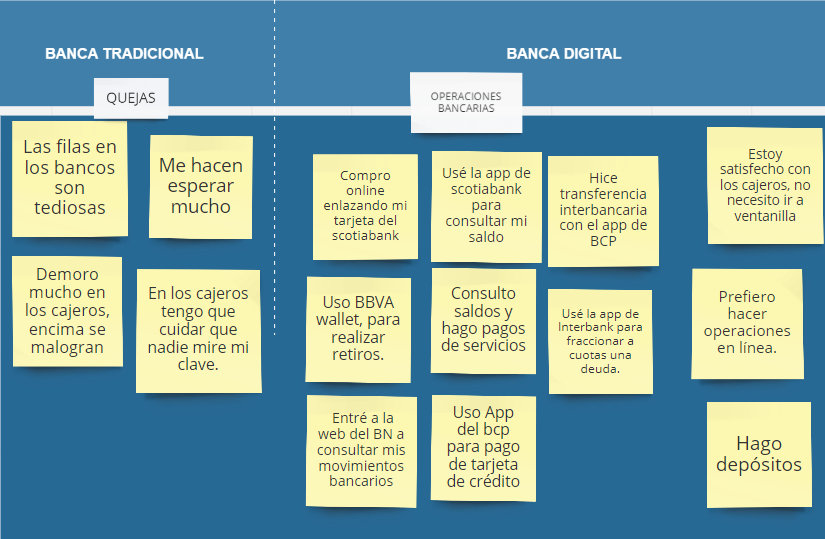 BANCA TRADICIONAL
BANCA DIGITAL
QUEJAS
OPERACIONES
BANCARIAS
Las filas en
los bancos
son
tediosas
Me hacen
esperar
mucho
Demoro
mucho en
los cajeros,
encima se
malogran
En los cajeros
tengo que
cuidar que
nadie mire mi
clave.
Compro
online
enlazando mi
tarjeta del
scotiabank
Usé la app de
scotiabank
para
consultar mi
saldo
Hice
transferencia
interbancaria
con el app de
BCP
Uso BBVA
wallet, para
realizar
retiros.
Consulto
saldos y
hago pagos
de servicios
Usé la app de
Interbank para
fraccionar a
cuotas una
deuda.
Entré a la
web del BN a
consultar mis
movimientos
bancarios
Uso App
del bcp
para pago
de tarjeta
de crédito
Estoy
satisfecho con
los cajeros, no
necesito ir a
ventanilla
Prefiero
hacer
operaciones
en línea.
Hago
depósitos